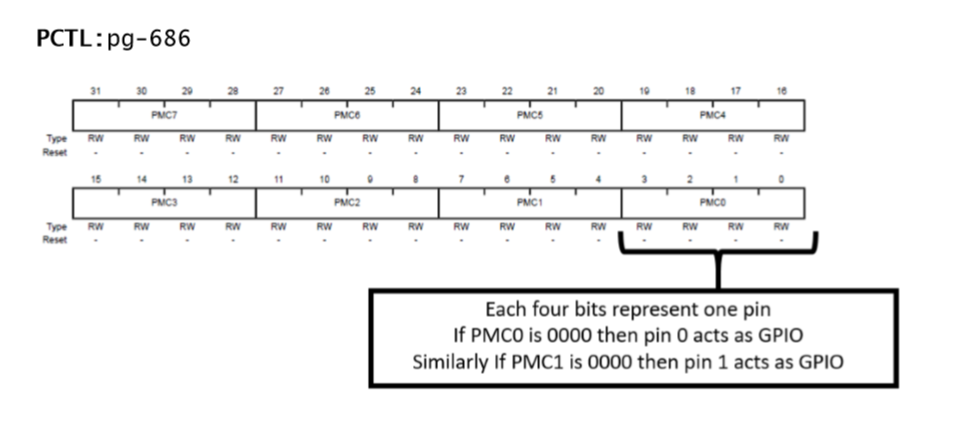 PCTL:pg-686
31 30 29 28 27 26 25 24 23 22 21 20 19 18 17 16
PMC7 PMC6 PMC5 PMC4
Type RW RW RW RW RW RW RW RW RW RW RW RW RW RW RW RW
Reset - - - - - - - - - - - - - - - -
15 14 13 12 11 10 9 8 7 6 5 4 3 2 1 0
PMC3 PMC2 PMC1 PMC0
Type RW RW RW RW RW RW RW RW RW RW RW RW RW RW RW RW
Reset - - - - - - - - - - - - - - - -
Each four bits represent one pin
If PMC0 is 0000 then pin 0 acts as GPIO
Similarly If PMC1 is 0000 then pin 1 acts as GPIO